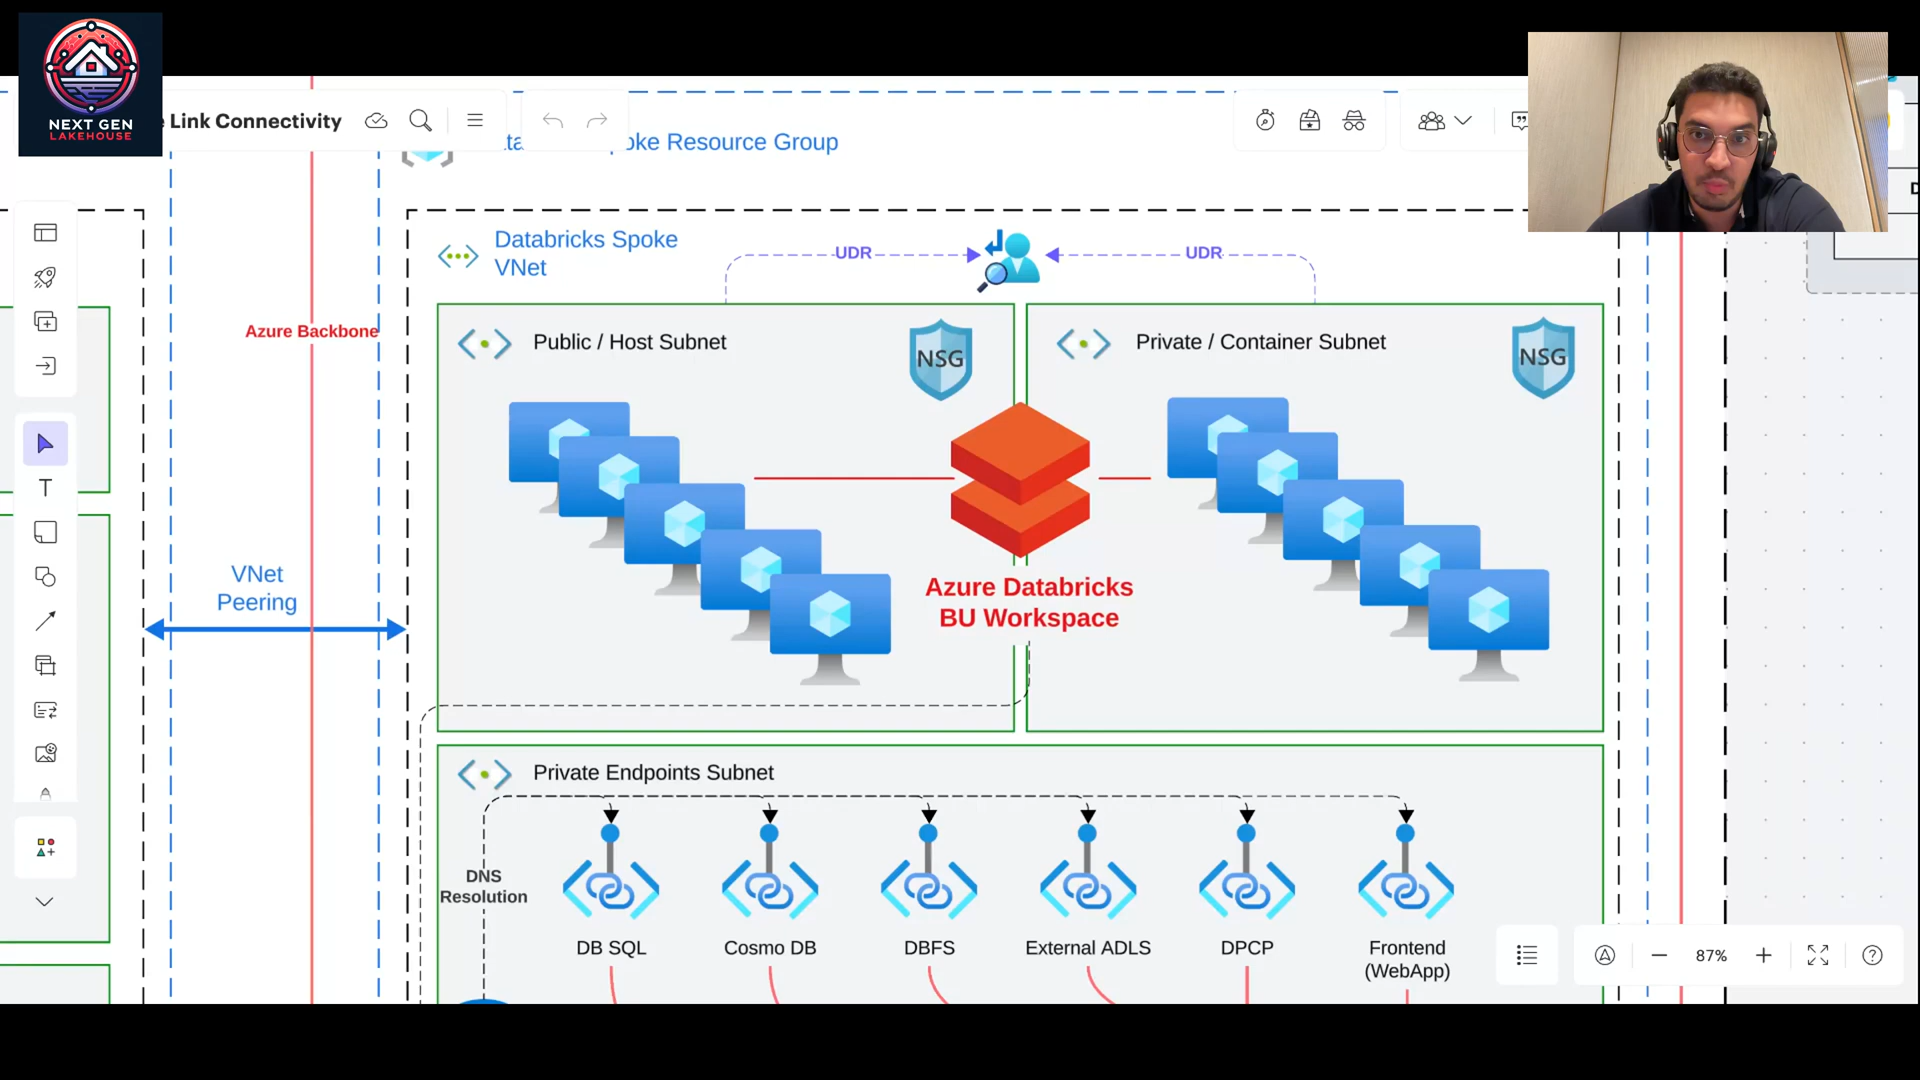 NEXT GEN
LAKEHOUSE
Link Connectivity
oke Resource Group
Databricks Spoke
VNet
UDR
UDR
Public / Host Subnet
NSG
Private / Container Subnet
NSG
Azure Backbone
VNet
Peering
Azure Databricks
BU Workspace
Private Endpoints Subnet
DNS
Resolution
DB SQL
Cosmo DB
DBFS
External ADLS
DPCP
Frontend
(WebApp)
87%